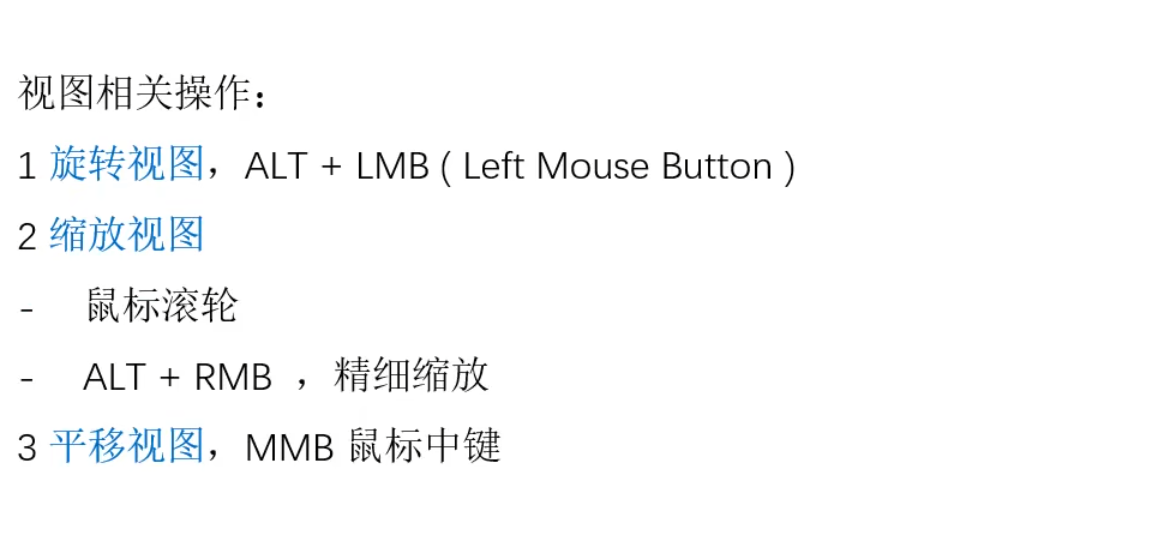 视图相关操作：
1 旋转视图，ALT + LMB ( Left Mouse Button )
2 缩放视图
- 鼠标滚轮
- ALT + RMB ，精细缩放
3 平移视图，MMB 鼠标中键